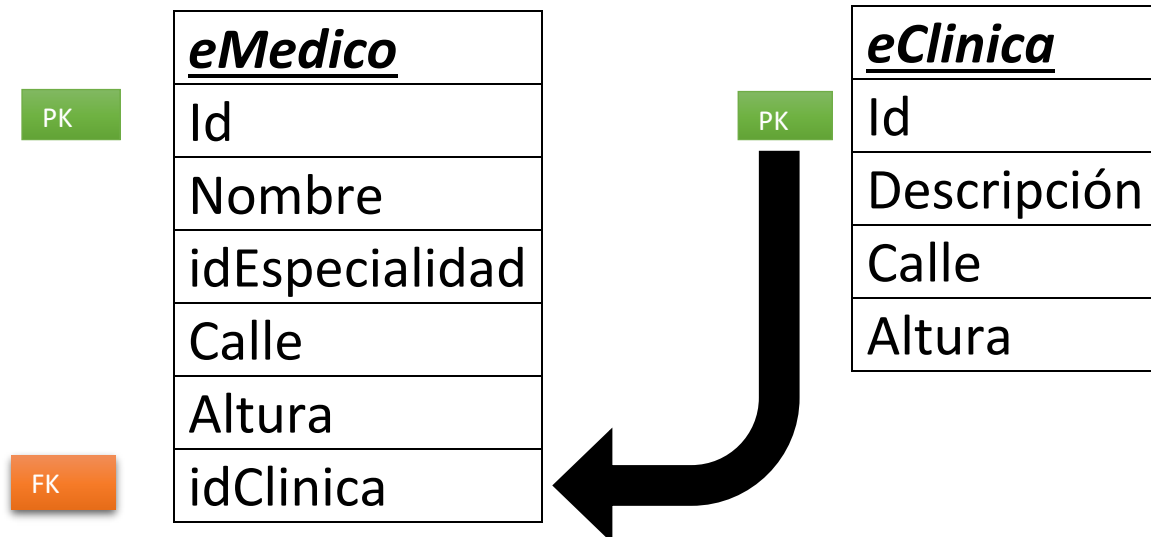 eMedico
PK
Id
Nombre
idEspecialidad
Calle
Altura
FK
idClinica
eClinica
PK
Id
Descripción
Calle
Altura